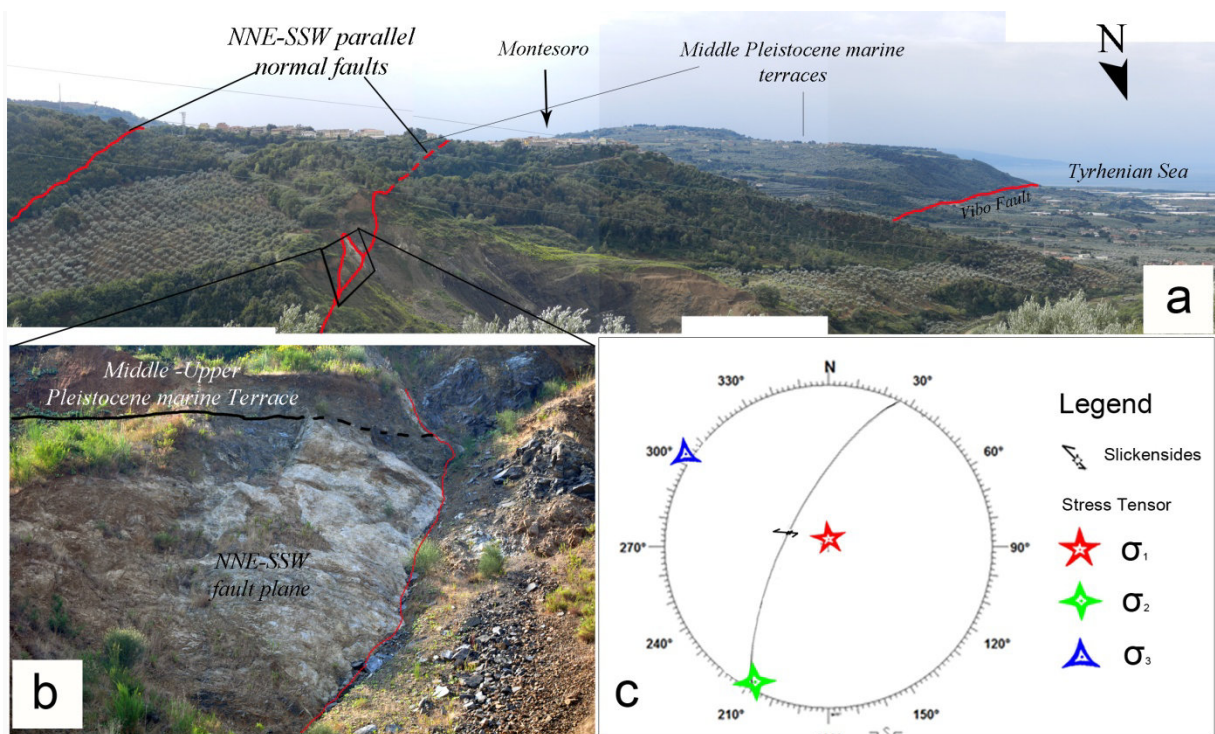 NNE-SSW parallel
normal faults
Montesoro
Middle Pleistocene marine
terraces
N
Tyrhenian Sea
Vibo Fault
a
Middle -Upper
Pleistocene marine Terrace
NNE-SSW
fault plane
b
N
330°
30°
300°
60°
270°
90°
240°
120°
210°
150°
c
Legend
Slickensides
Stress Tensor
σ₁
σ₂
σ₃